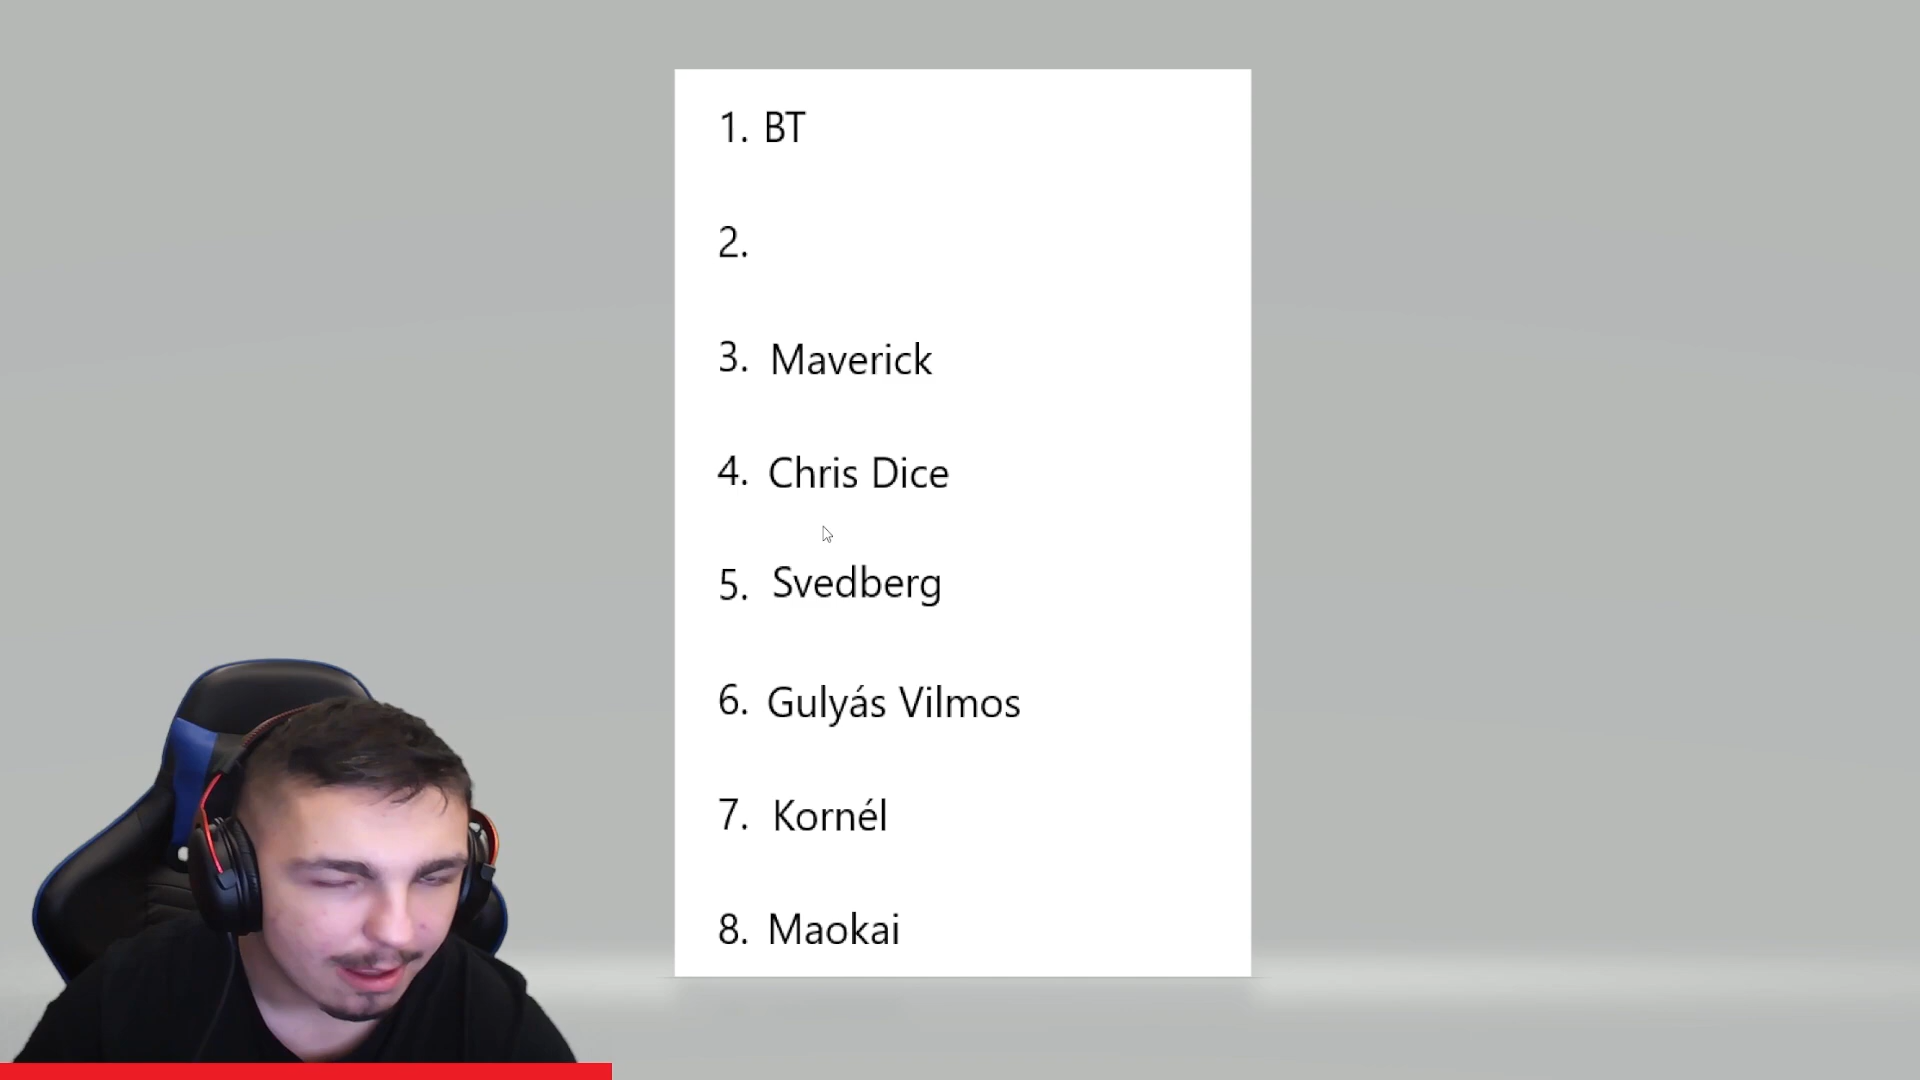 1. BT
2.
3. Maverick
4. Chris Dice
5. Svedberg
6. Gulyás Vilmos
7. Kornél
8. Maokai